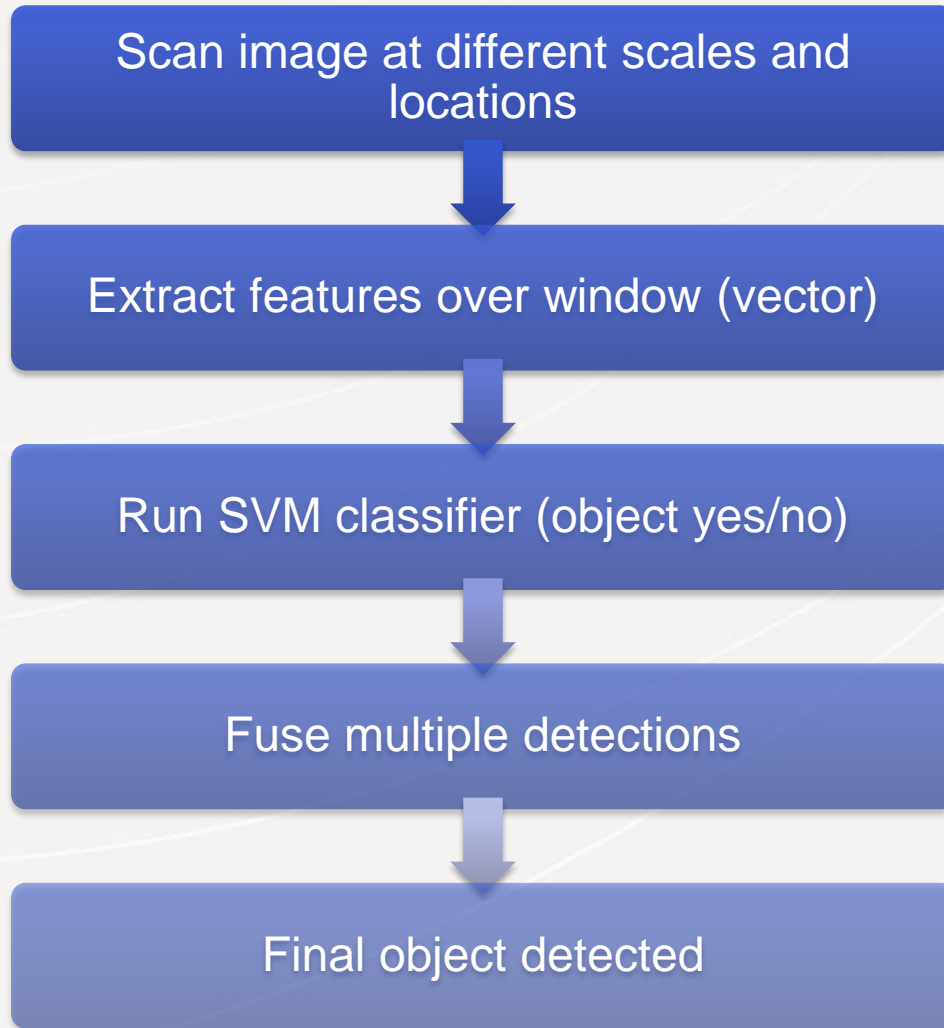 Scan image at different scales and
locations
Extract features over window (vector)
Run SVM classifier (object yes/no)
Fuse multiple detections
Final object detected